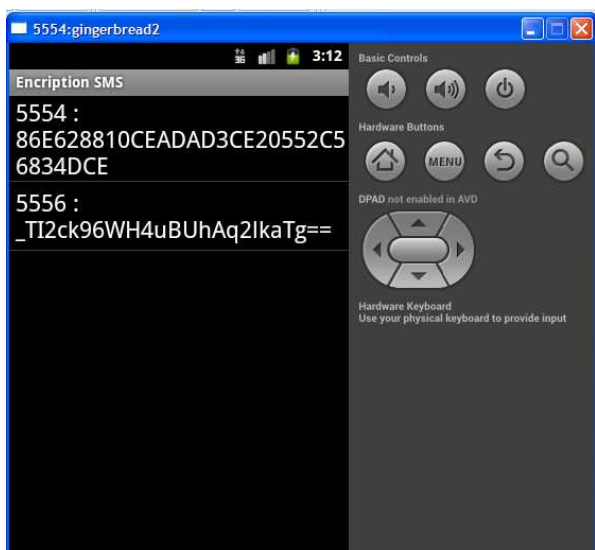 5554:gingerbread2
3G
3:12
Encription SMS
5554 :
86E628810CEADAD3CE20552C5
6834DCE
5556 :
_TI2ck96WH4uBUhAq2IkaTg==
Basic Controls
Hardware Buttons
MENU
DPAD not enabled in AVD
Hardware Keyboard
Use your physical keyboard to provide input